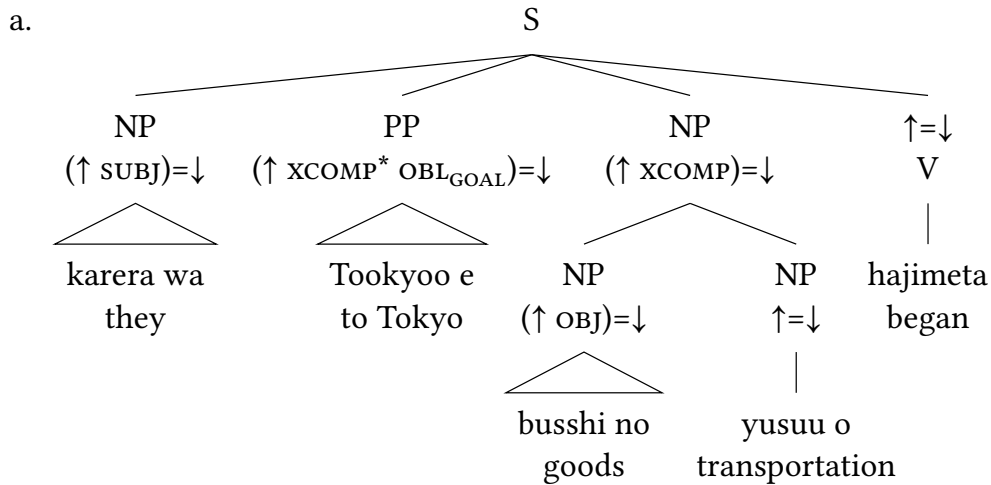 a.
S
NP PP NP ↑=↓
(↑ SUBJ)=↓ (↑ XCOMP* OBL_GOAL)=↓ (↑ XCOMP)=↓ V
karera wa Tookyoo e NP NP hajimeta
they to Tokyo (↑ OBJ)=↓ ↑=↓ began
busshi no yusuu o
goods transportation